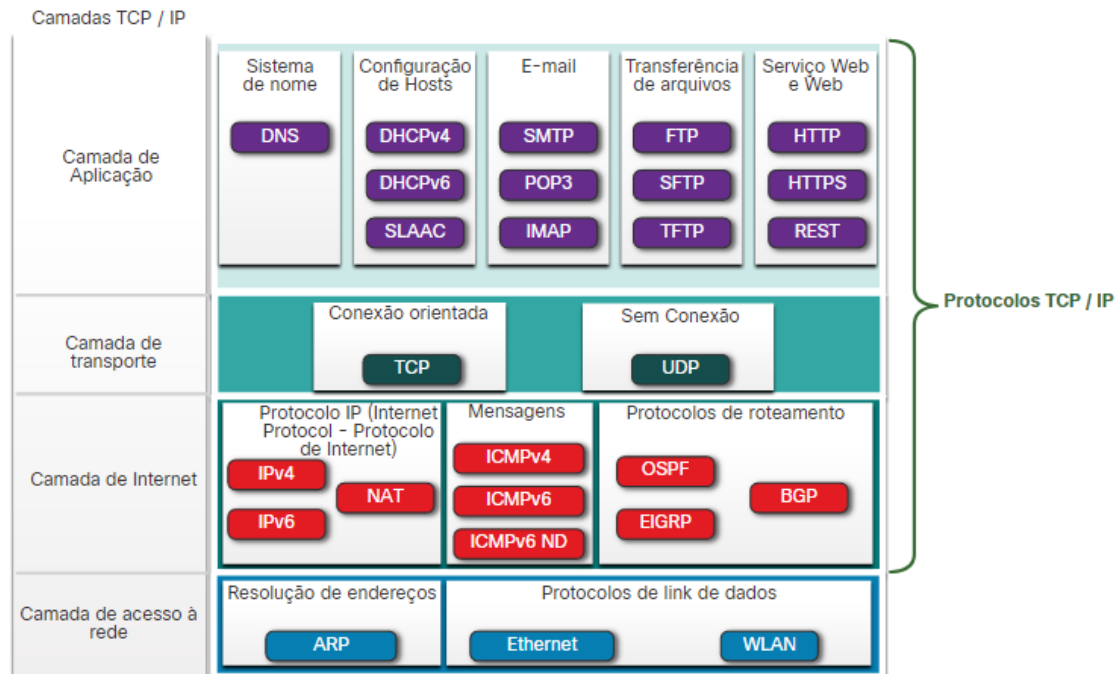 Camadas TCP / IP
Camada de
Aplicação
Sistema
de nome
DNS
Configuração
de Hosts
DHCPv4
DHCPv6
SLAAC
E-mail
SMTP
POP3
IMAP
Transferência
de arquivos
FTP
SFTP
TFTP
Serviço Web
e Web
HTTP
HTTPS
REST
Protocolos TCP / IP
Camada de
transporte
Conexão orientada
TCP
Sem Conexão
UDP
Camada de Internet
Protocolo IP (Internet
Protocol - Protocolo
de Internet)
IPv4
NAT
IPv6
Mensagens
ICMPv4
ICMPv6
ICMPv6 ND
Protocolos de roteamento
OSPF
BGP
EIGRP
Camada de acesso à
rede
Resolução de endereços
ARP
Protocolos de link de dados
Ethernet
WLAN